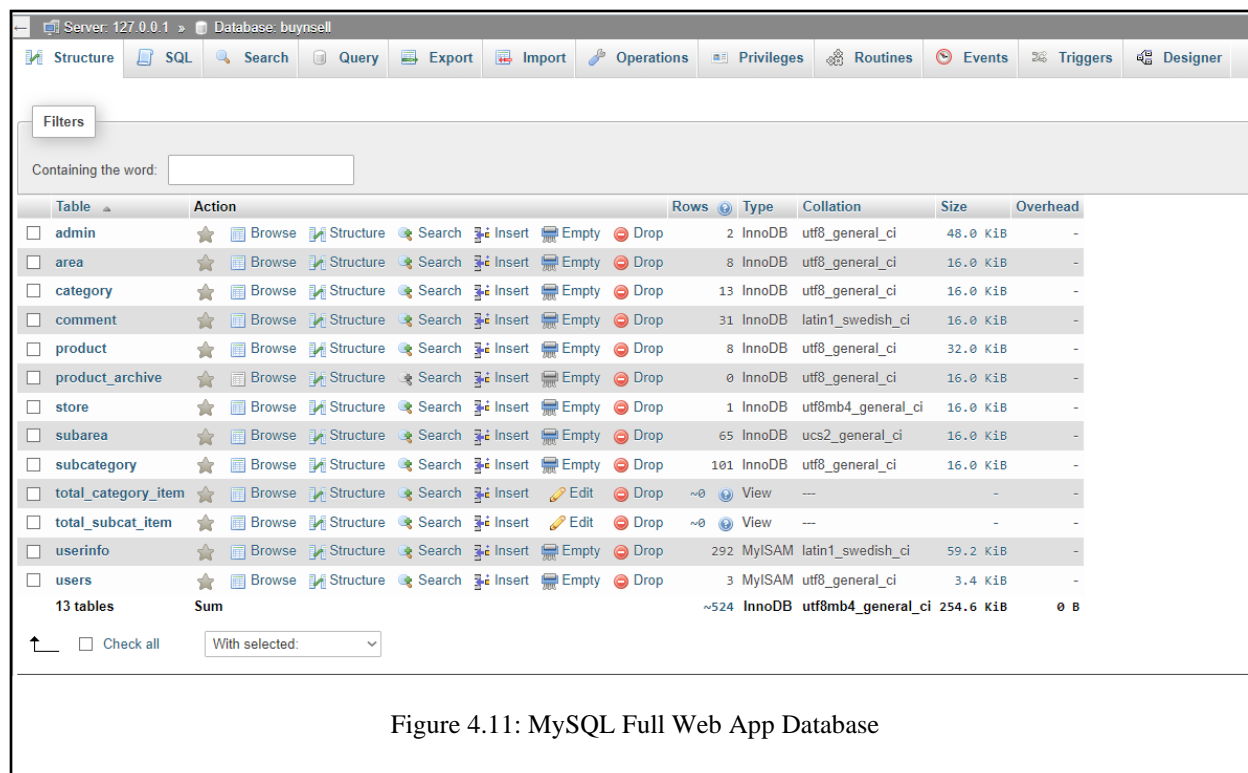 ← Server: 127.0.0.1 » Database: buynsell
Structure SQL Search Query Export Import Operations Privileges Routines Events Triggers Designer
Filters
Containing the word:
Table Action Rows Type Collation Size Overhead
admin Browse Structure Search Insert Empty Drop 2 InnoDB utf8_general_ci 48.0 KiB -
area Browse Structure Search Insert Empty Drop 8 InnoDB utf8_general_ci 16.0 KiB -
category Browse Structure Search Insert Empty Drop 13 InnoDB utf8_general_ci 16.0 KiB -
comment Browse Structure Search Insert Empty Drop 31 InnoDB latin1_swedish_ci 16.0 KiB -
product Browse Structure Search Insert Empty Drop 8 InnoDB utf8_general_ci 32.0 KiB -
product_archive Browse Structure Search Insert Empty Drop 0 InnoDB utf8_general_ci 16.0 KiB -
store Browse Structure Search Insert Empty Drop 1 InnoDB utf8mb4_general_ci 16.0 KiB -
subarea Browse Structure Search Insert Empty Drop 65 InnoDB ucs2_general_ci 16.0 KiB -
subcategory Browse Structure Search Insert Empty Drop 101 InnoDB utf8_general_ci 16.0 KiB -
total_category_item Browse Structure Search Insert Edit Drop ~0 View --- - -
total_subcat_item Browse Structure Search Insert Edit Drop ~0 View --- - -
userinfo Browse Structure Search Insert Empty Drop 292 MyISAM latin1_swedish_ci 59.2 KiB -
users Browse Structure Search Insert Empty Drop 3 MyISAM utf8_general_ci 3.4 KiB -
13 tables Sum ~524 InnoDB utf8mb4_general_ci 254.6 KiB 0 B
Check all With selected:
Figure 4.11: MySQL Full Web App Database